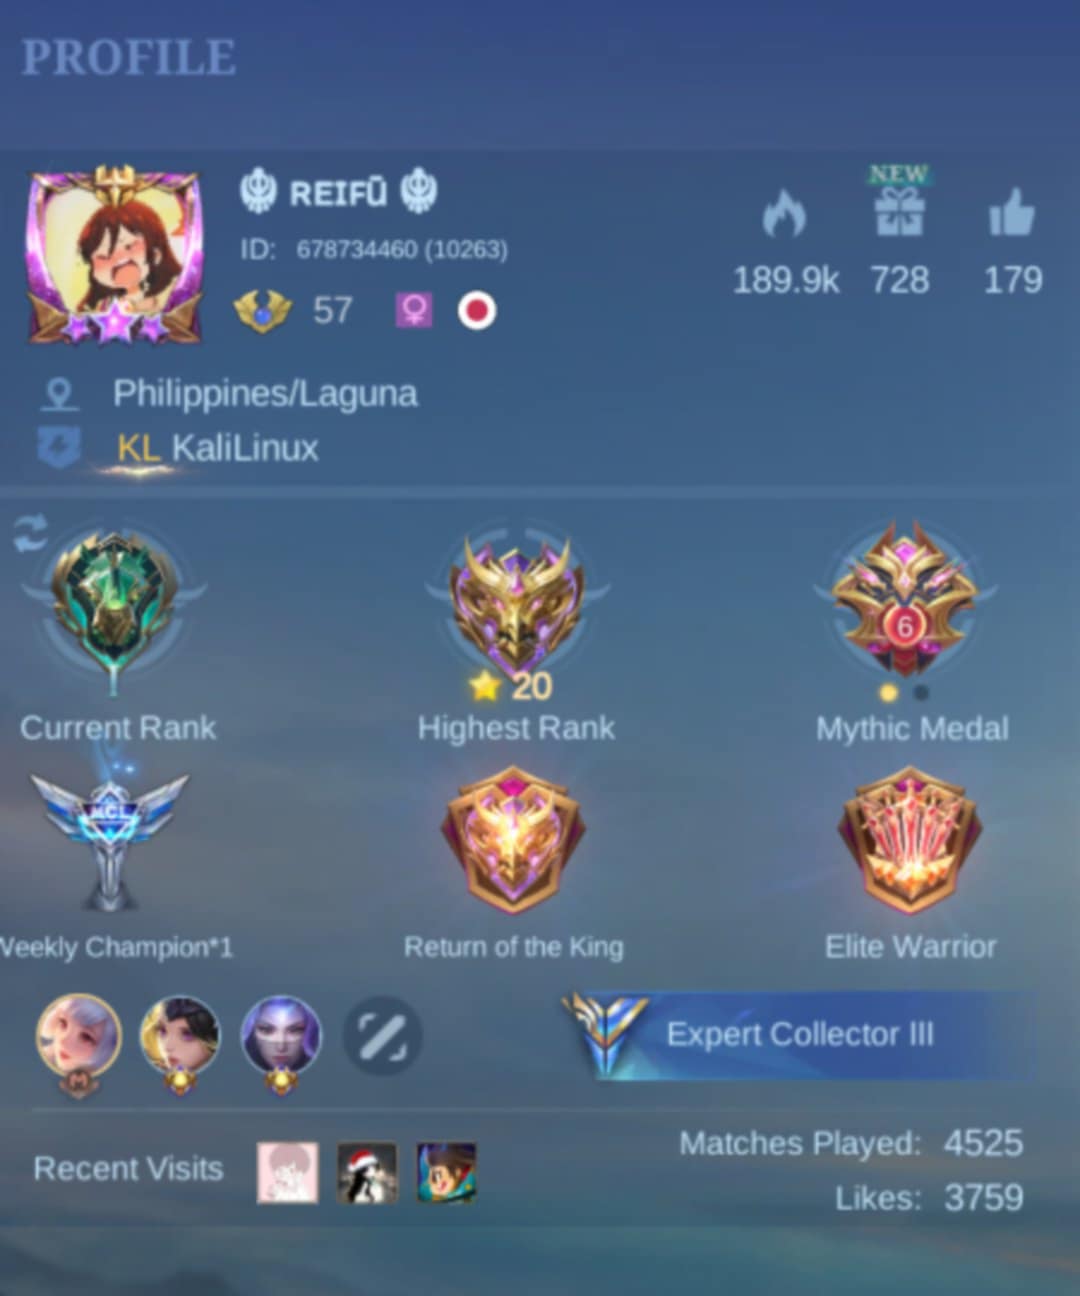 PROFILE
REIFŪ
NEW
ID: 678734460 (10263)
189.9k 728 179
57
Philippines/Laguna
KL KaliLinux
6
20
Current Rank Highest Rank Mythic Medal
MCL
Weekly Champion*1 Return of the King Elite Warrior
M
Expert Collector III
Matches Played: 4525
Recent Visits
Likes: 3759